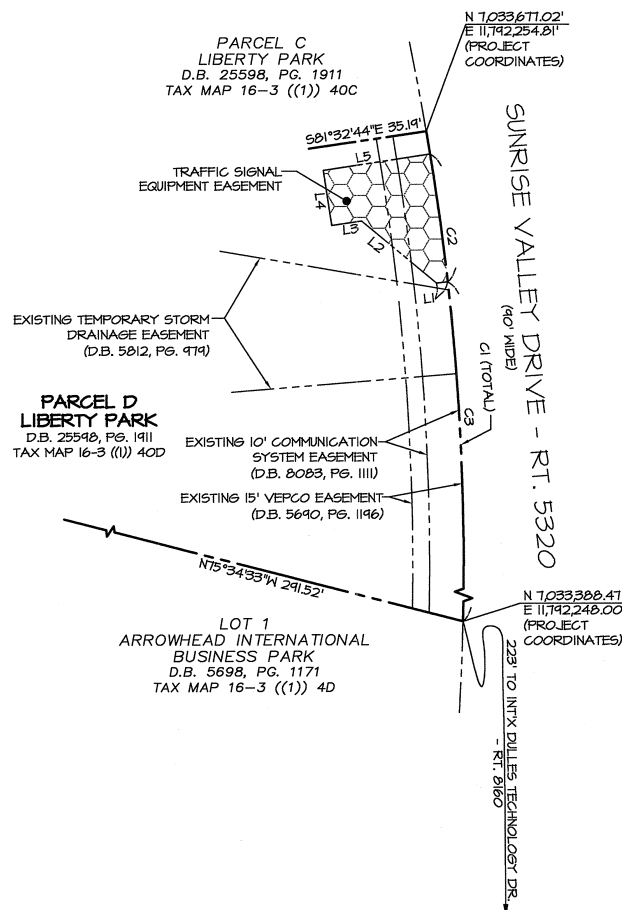 N 7,033,677.02'
E 11,792,254.81'
(PROJECT
COORDINATES)
PARCEL C
LIBERTY PARK
D.B. 25598, PG. 1911
TAX MAP 16-3 ((1)) 40C
S81°32'44"E 35.19'
TRAFFIC SIGNAL
EQUIPMENT EASEMENT
L5
L4
L3
L2
L1
C2
SUNRISE VALLEY DRIVE - RT. 5320
(90' WIDE)
C1 (TOTAL)
C3
EXISTING TEMPORARY STORM
DRAINAGE EASEMENT
(D.B. 5812, PG. 979)
PARCEL D
LIBERTY PARK
D.B. 25598, PG. 1911
TAX MAP 16-3 ((1)) 40D
EXISTING 10' COMMUNICATION
SYSTEM EASEMENT
(D.B. 8083, PG. 1111)
EXISTING 15' VEPCO EASEMENT
(D.B. 5690, PG. 1196)
N75°34'33"W 291.52'
N 7,033,388.47
E 11,792,248.00
(PROJECT
COORDINATES)
LOT 1
ARROWHEAD INTERNATIONAL
BUSINESS PARK
D.B. 5698, PG. 1171
TAX MAP 16-3 ((1)) 4D
223' TO INT'X DULLES TECHNOLOGY DR.
- RT. 8160